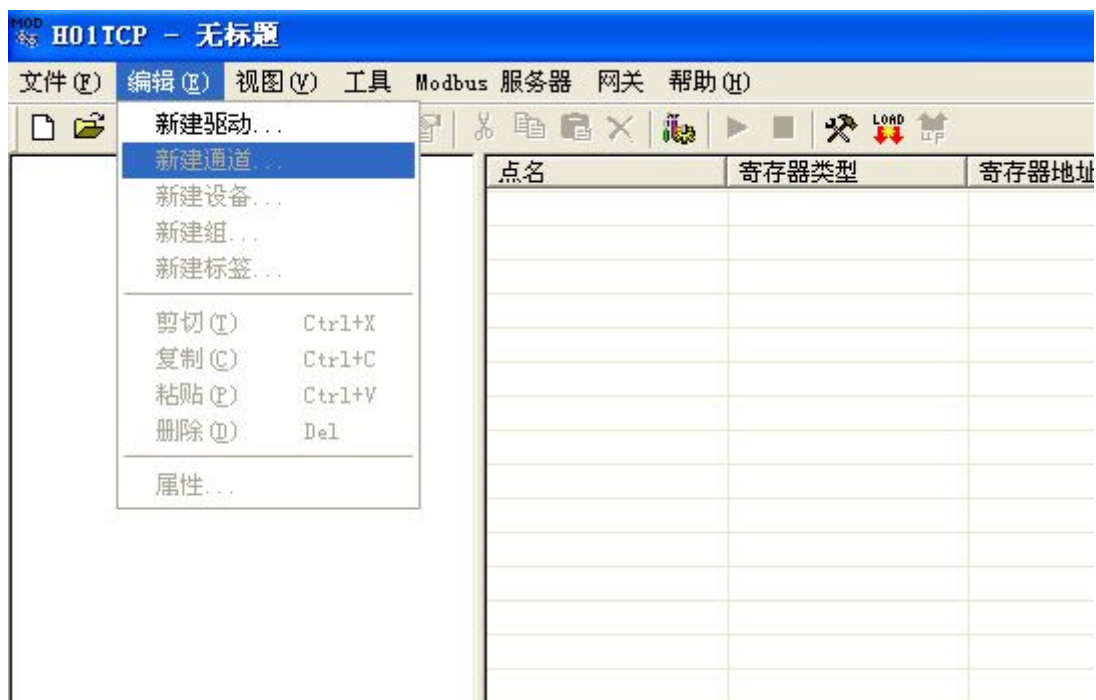 MOD
H01TCP - 无标题
文件(F) 编辑(E) 视图(V) 工具 Modbus 服务器 网关 帮助(H)
LOAD
UP
新建驱动...
新建通道...
新建设备...
新建组...
新建标签...
剪切(T) Ctrl+X
复制(C) Ctrl+C
粘贴(P) Ctrl+V
删除(D) Del
属性...
点名 寄存器类型 寄存器地址